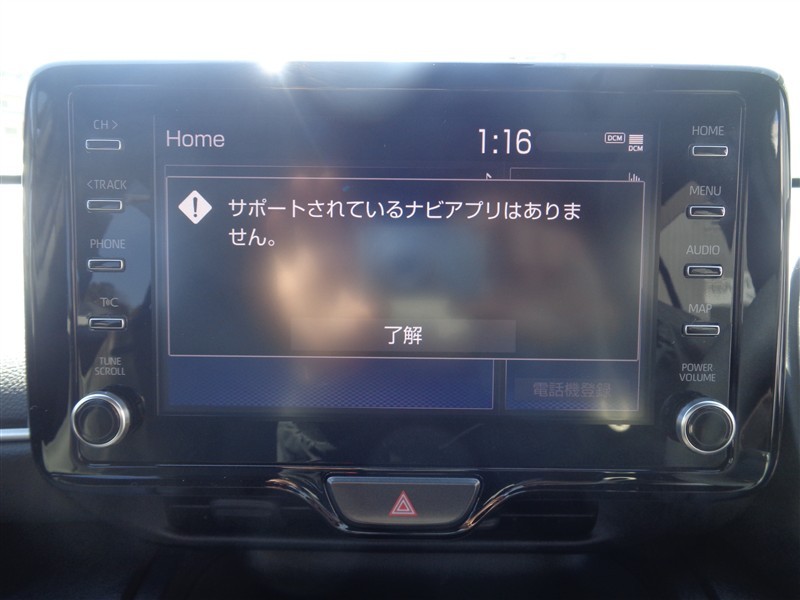 CH >
Home
1:16
DCM
DCM
HOME
< TRACK
MENU
サポートされているナビアプリはありま
せん。
PHONE
AUDIO
T C
MAP
了解
TUNE
SCROLL
POWER
VOLUME
電話機登録